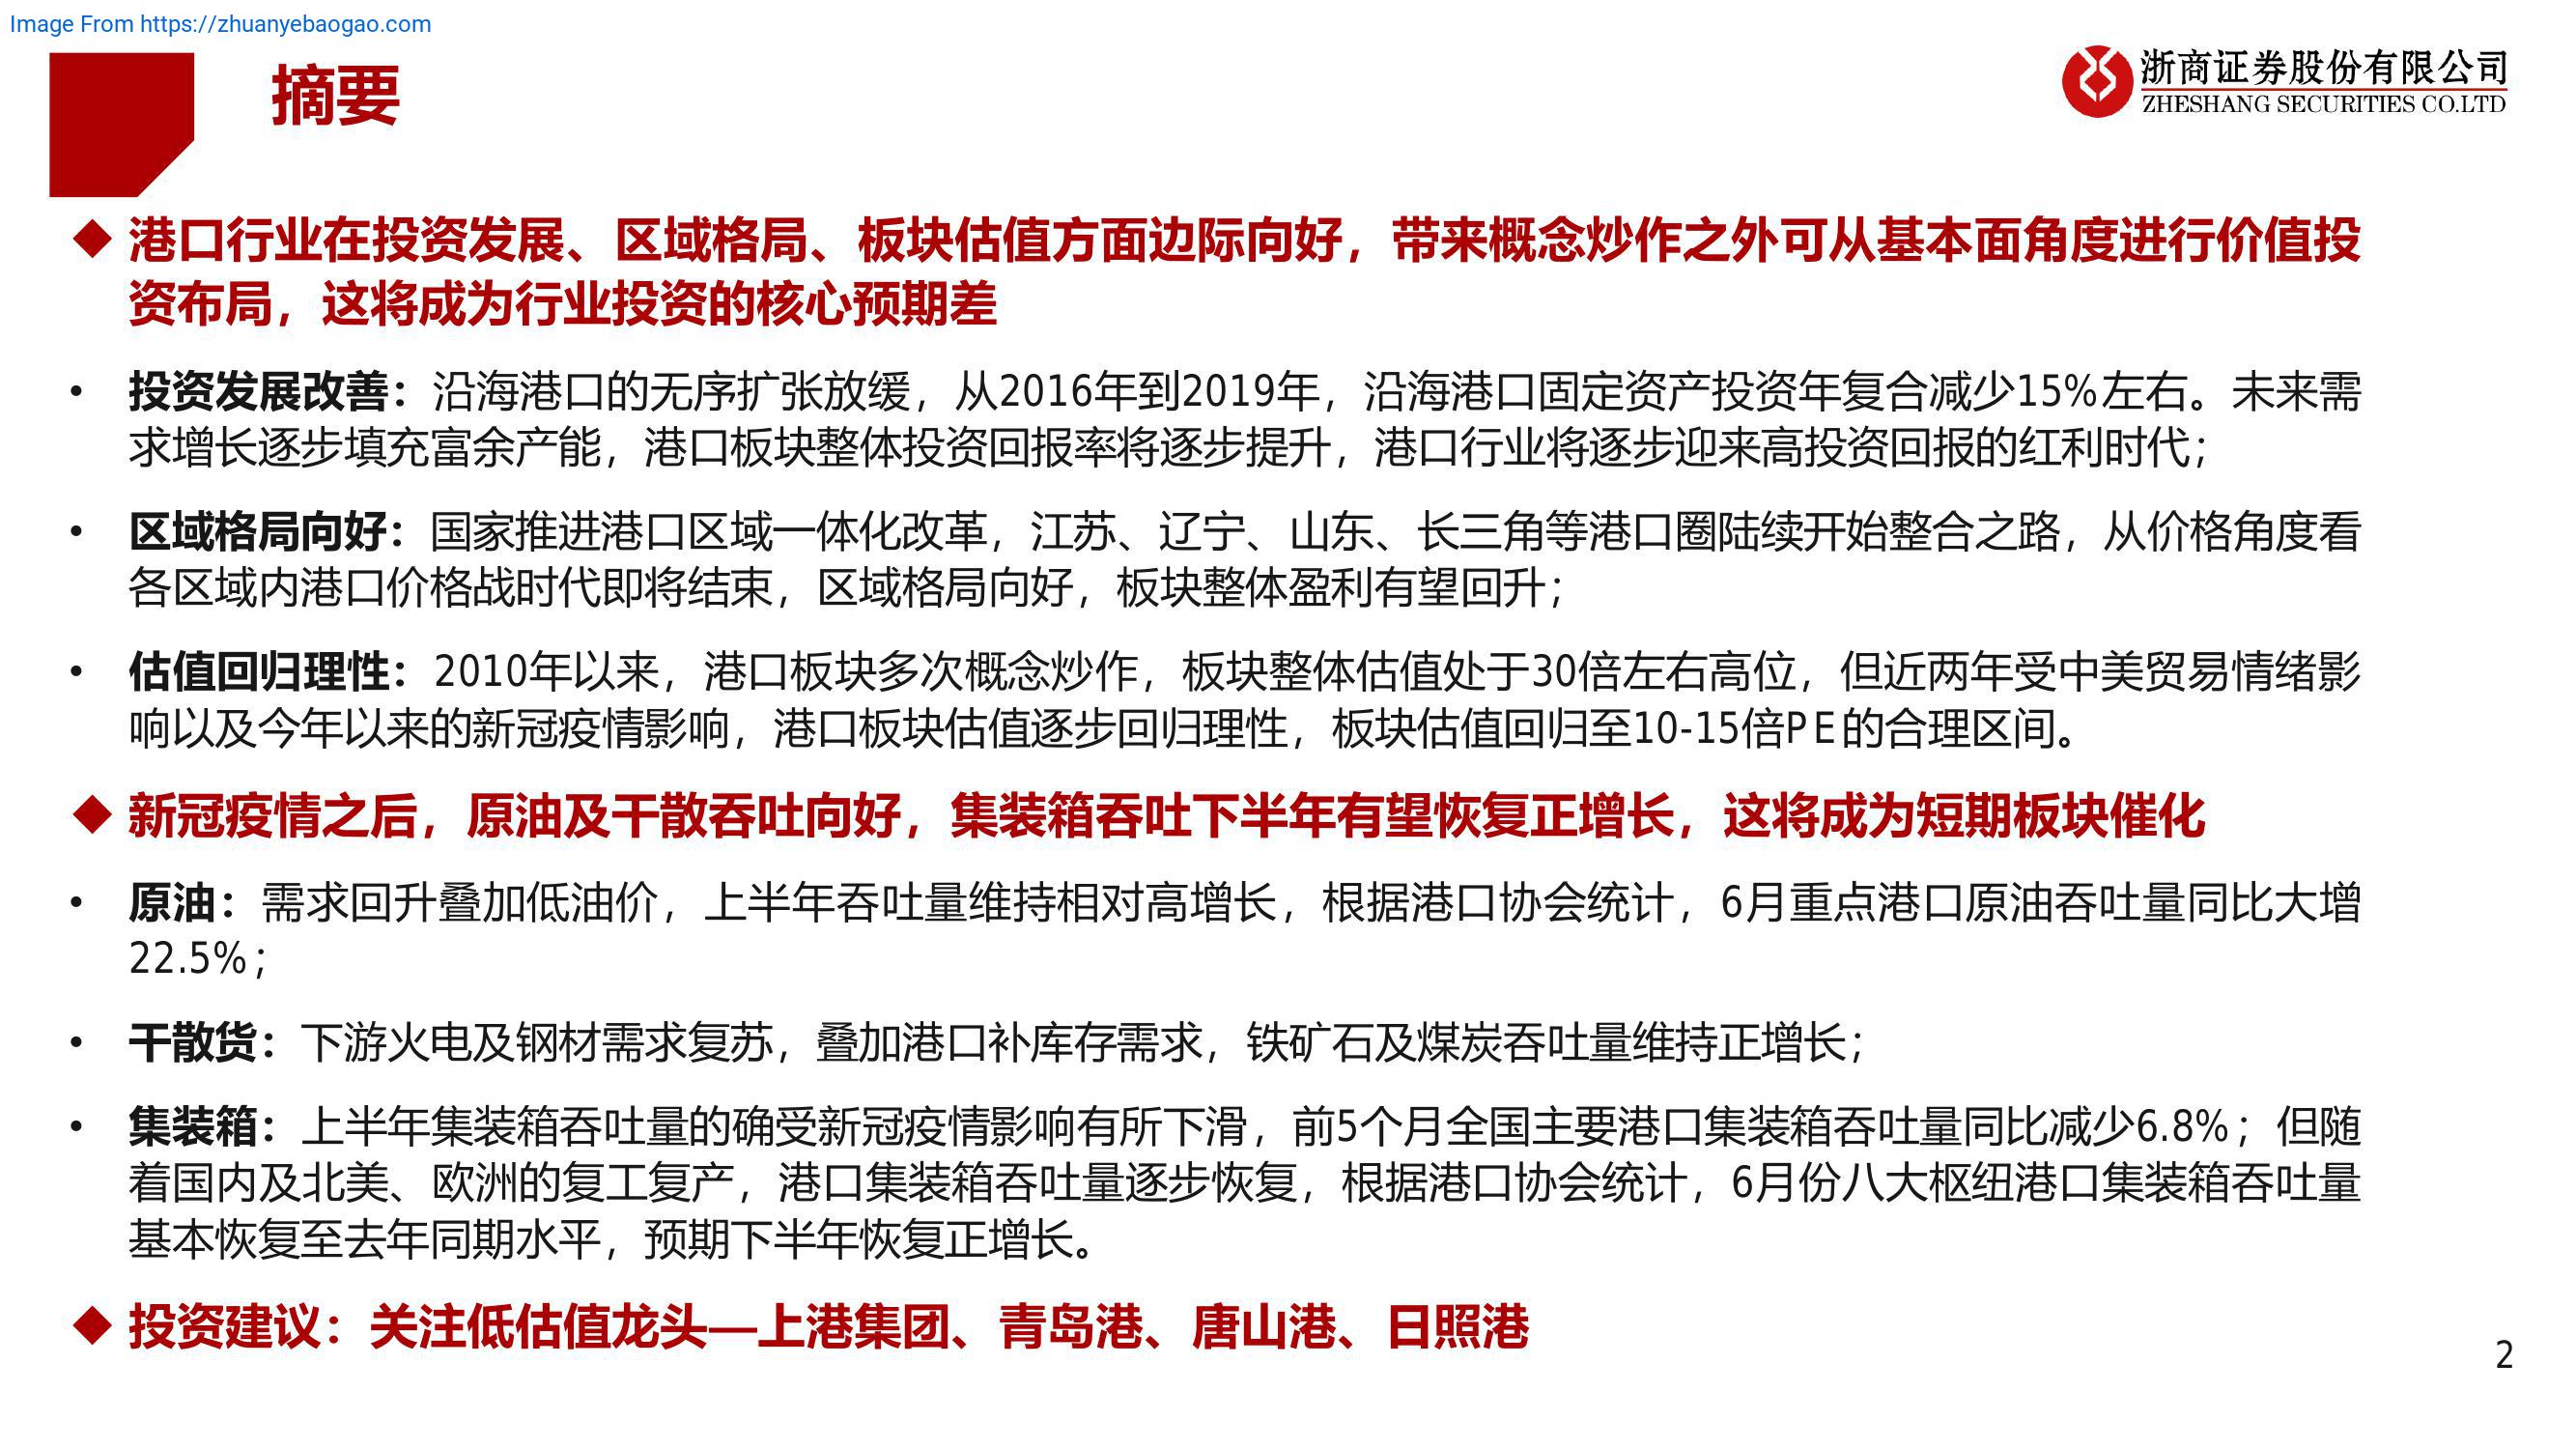 Image From https://zhuanyebaogao.com
摘要
浙商证券股份有限公司
ZHESHANG SECURITIES CO.LTD
◆ 港口行业在投资发展、区域格局、板块估值方面边际向好，带来概念炒作之外可从基本面角度进行价值投
资布局，这将成为行业投资的核心预期差
• 投资发展改善：沿海港口的无序扩张放缓，从2016年到2019年，沿海港口固定资产投资年复合减少15%左右。未来需
求增长逐步填充富余产能，港口板块整体投资回报率将逐步提升，港口行业将逐步迎来高投资回报的红利时代；
• 区域格局向好：国家推进港口区域一体化改革，江苏、辽宁、山东、长三角等港口圈陆续开始整合之路，从价格角度看
各区域内港口价格战时代即将结束，区域格局向好，板块整体盈利有望回升；
• 估值回归理性：2010年以来，港口板块多次概念炒作，板块整体估值处于30倍左右高位，但近两年受中美贸易情绪影
响以及今年以来的新冠疫情影响，港口板块估值逐步回归理性，板块估值回归至10-15倍PE的合理区间。
◆ 新冠疫情之后，原油及干散吞吐向好，集装箱吞吐下半年有望恢复正增长，这将成为短期板块催化
• 原油：需求回升叠加低油价，上半年吞吐量维持相对高增长，根据港口协会统计，6月重点港口原油吞吐量同比大增
22.5%；
• 干散货：下游火电及钢材需求复苏，叠加港口补库存需求，铁矿石及煤炭吞吐量维持正增长；
• 集装箱：上半年集装箱吞吐量的确受新冠疫情影响有所下滑，前5个月全国主要港口集装箱吞吐量同比减少6.8%；但随
着国内及北美、欧洲的复工复产，港口集装箱吞吐量逐步恢复，根据港口协会统计，6月份八大枢纽港口集装箱吞吐量
基本恢复至去年同期水平，预期下半年恢复正增长。
◆ 投资建议：关注低估值龙头—上港集团、青岛港、唐山港、日照港
2